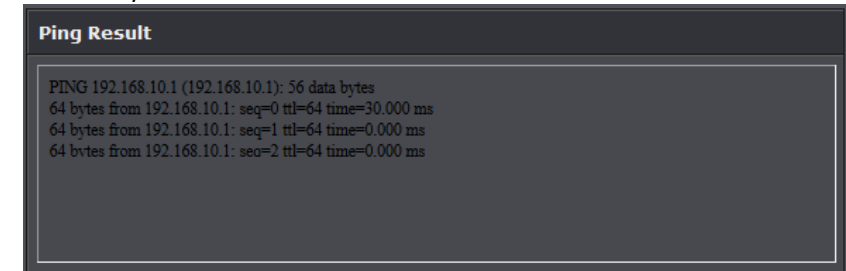 Ping Result
PING 192.168.10.1 (192.168.10.1): 56 data bytes
64 bytes from 192.168.10.1: seq=0 ttl=64 time=30.000 ms
64 bytes from 192.168.10.1: seq=1 ttl=64 time=0.000 ms
64 bytes from 192.168.10.1: seq=2 ttl=64 time=0.000 ms